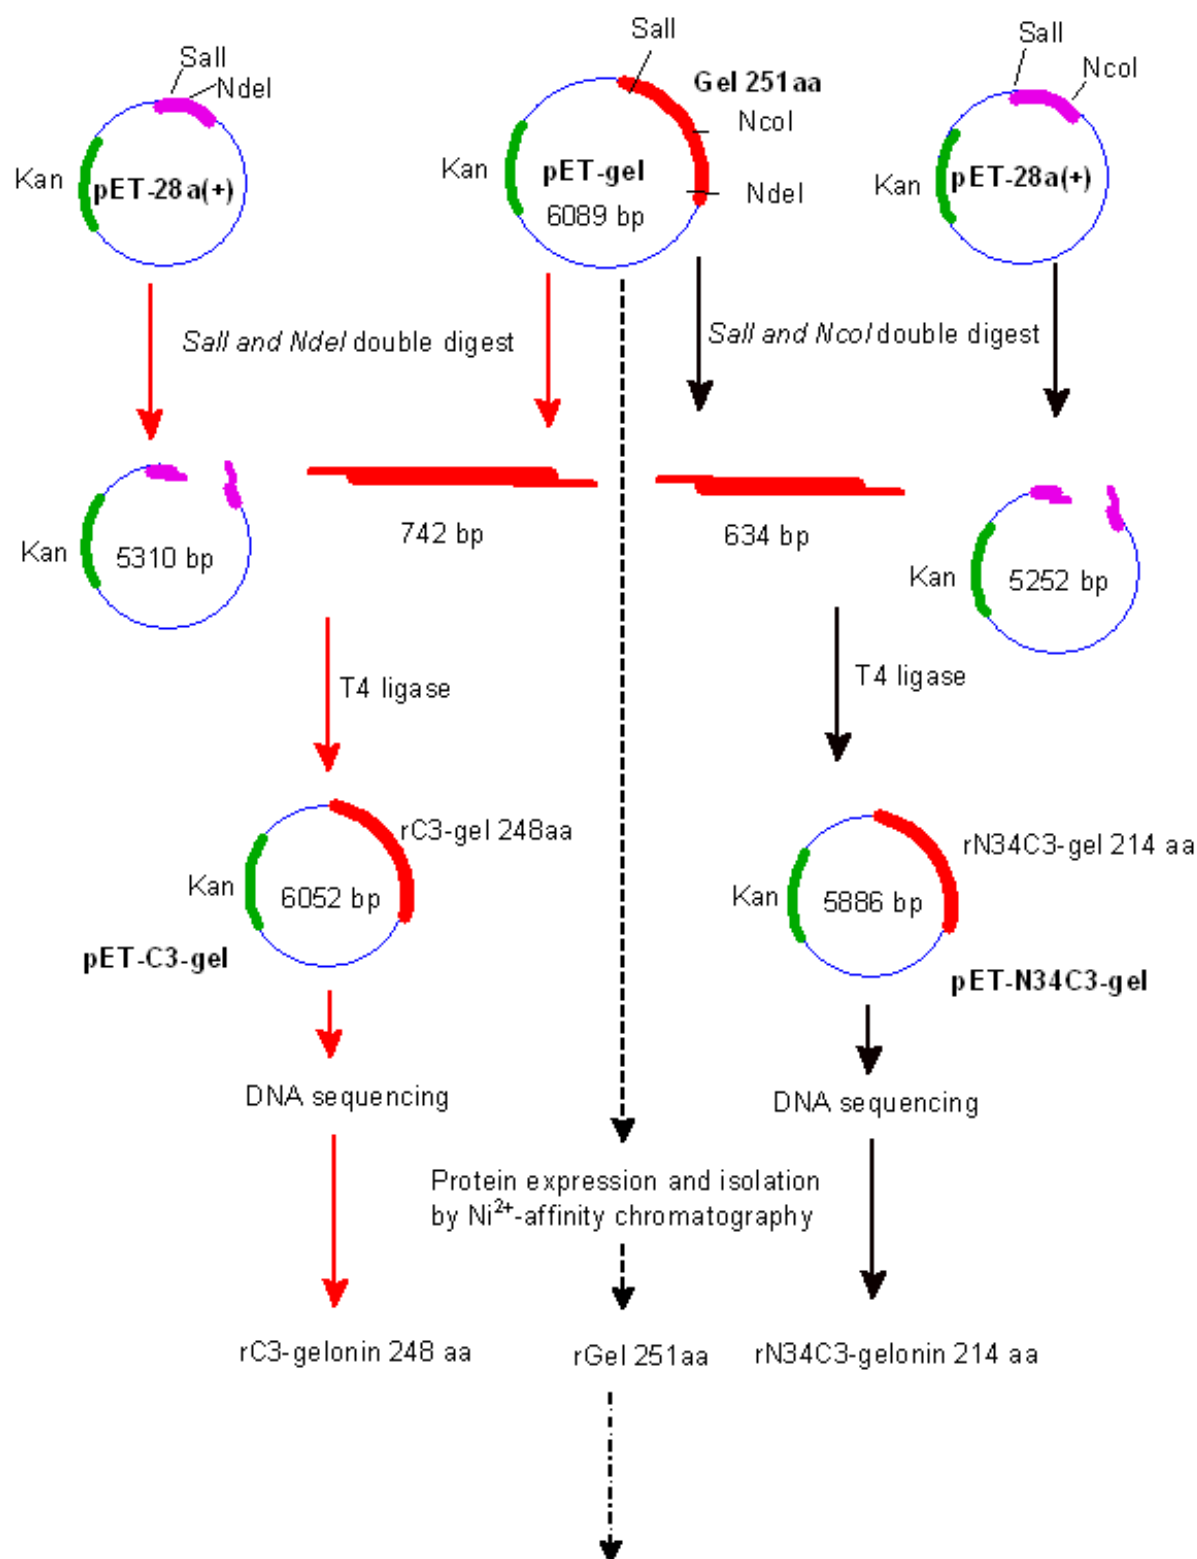 SalI
NdeI
Kan
pET-28a(+)
SalI
Gel 251aa
NcoI
NdeI
Kan
pET-gel
6089 bp
SalI
NcoI
Kan
pET-28a(+)
SalI and NdeI double digest
SalI and NcoI double digest
Kan
5310 bp
742 bp
634 bp
Kan
5252 bp
T4 ligase
T4 ligase
rC3-gel 248aa
Kan
6052 bp
pET-C3-gel
rN34C3-gel 214 aa
Kan
5886 bp
pET-N34C3-gel
DNA sequencing
DNA sequencing
Protein expression and isolation
by Ni²⁺-affinity chromatography
rC3-gelonin 248 aa
rGel 251aa
rN34C3-gelonin 214 aa